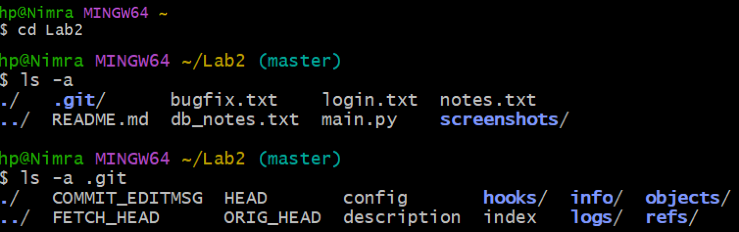 hp@Nimra MINGW64 ~
$ cd Lab2
hp@Nimra MINGW64 ~/Lab2 (master)
$ ls -a
./ .git/ bugfix.txt login.txt notes.txt
../ README.md db_notes.txt main.py screenshots/
hp@Nimra MINGW64 ~/Lab2 (master)
$ ls -a .git
./ COMMIT_EDITMSG HEAD config hooks/ info/ objects/
../ FETCH_HEAD ORIG_HEAD description index logs/ refs/